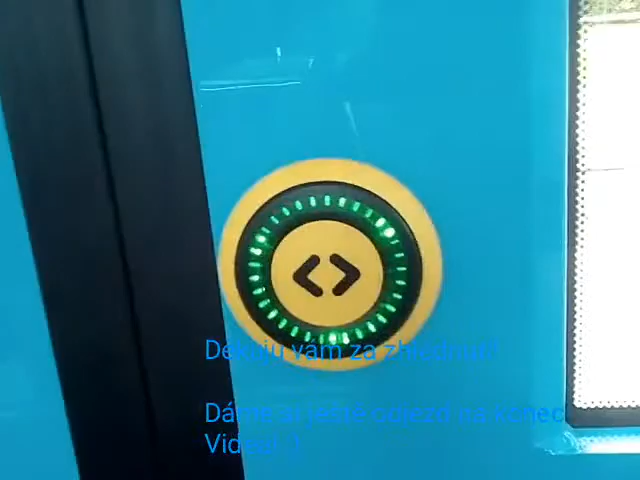 < >
Děkuju vám za zhlédnutí!
Dáme si ještě odjezd na konec
Videa! :)